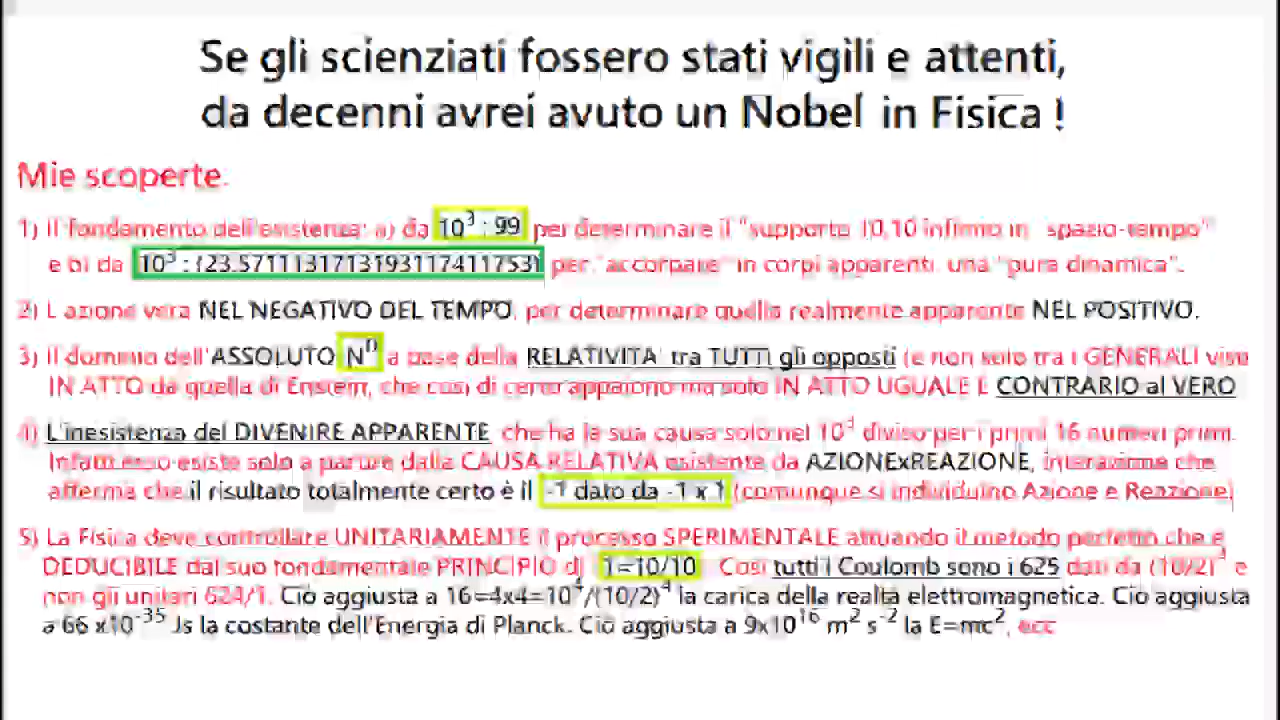 Se gli scienziati fossero stati vigili e attenti,
da decenni avrei avuto un Nobel in Fisica !
Mie scoperte.
1) Il fondamento dell'esistenza: a) da 10³ : 99 per determinare il "supporto 10,10 infinito in "spazio-tempo"
e b) da 10³ : per "accorpare" in corpi apparenti una "pura dinamica".
2) L azione vera NEL NEGATIVO DEL TEMPO, per determinare quella realmente apparente NEL POSITIVO.
3) Il dominio dell'ASSOLUTO Nⁿ a base della RELATIVITA' tra TUTTI gli opposti (e non solo tra i GENERALI
IN ATTO da quella di che così di certo appaiono ma solo IN ATTO UGUALE E CONTRARIO al VERO
4) L'inesistenza del DIVENIRE APPARENTE che ha la sua causa solo nel diviso per i primi 16 numeri primi.
Infatti esso esiste solo a partire dalla CAUSA RELATIVA esistente da AZIONExREAZIONE, interazione che
afferma che il risultato totalmente certo è il -1 dato da -1 x 1 (comunque si individuino Azione e Reazione)
5) La Fisica deve controllare UNITARIAMENTE il processo SPERIMENTALE attuando il metodo perfetto che è
DEDUCIBILE dal suo fondamentale PRINCIPIO di 1=10/10 Così tutti i Coulomb sono i 625 dati da (10/2)⁴ e
non gli unitari 624/1. Ciò aggiusta a 16=4x4=10⁴/(10/2)⁴ la carica della realtà elettromagnetica. Ciò aggiusta
a 66 x10⁻³⁵ Js la costante dell'Energia di Planck. Ciò aggiusta a 9x10¹⁶ m² s⁻² la E=mc², ecc